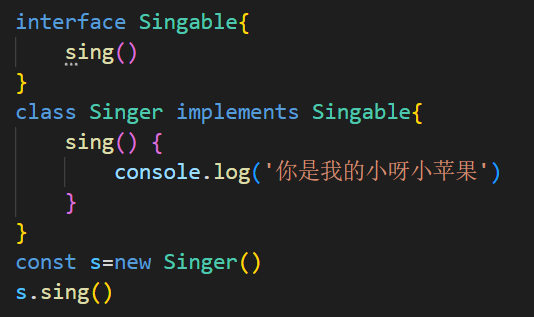 interface Singable{
    sing()
}
class Singer implements Singable{
    sing() {
        console.log('你是我的小呀小苹果')
    }
}
const s=new Singer()
s.sing()